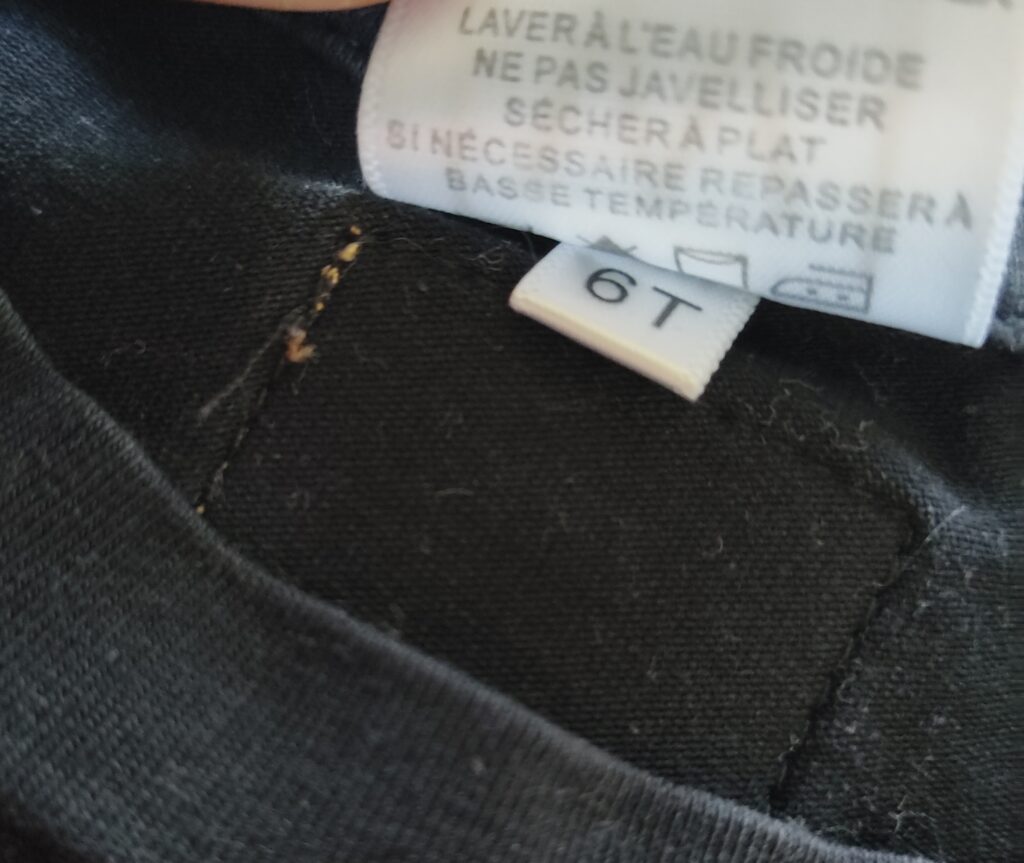 LAVER À L'EAU FROIDE
NE PAS JAVELLISER
SÉCHER À PLAT
SI NÉCESSAIRE REPASSER À
BASSE TEMPÉRATURE
6T